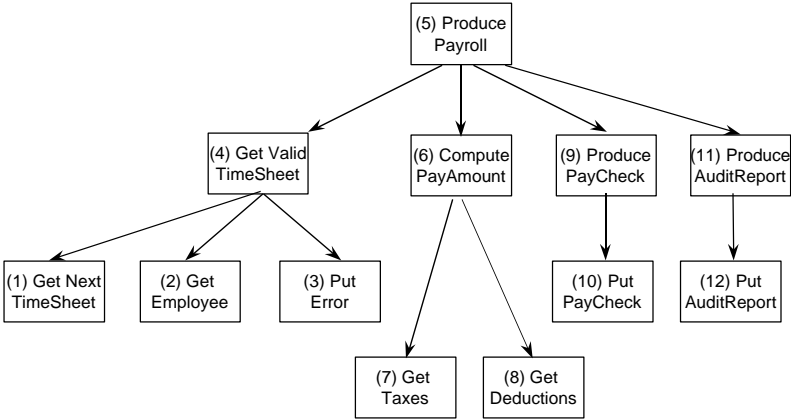 (5) Produce
Payroll
(4) Get Valid
TimeSheet
(6) Compute
PayAmount
(9) Produce
PayCheck
(11) Produce
AuditReport
(1) Get Next
TimeSheet
(2) Get
Employee
(3) Put
Error
(10) Put
PayCheck
(12) Put
AuditReport
(7) Get
Taxes
(8) Get
Deductions